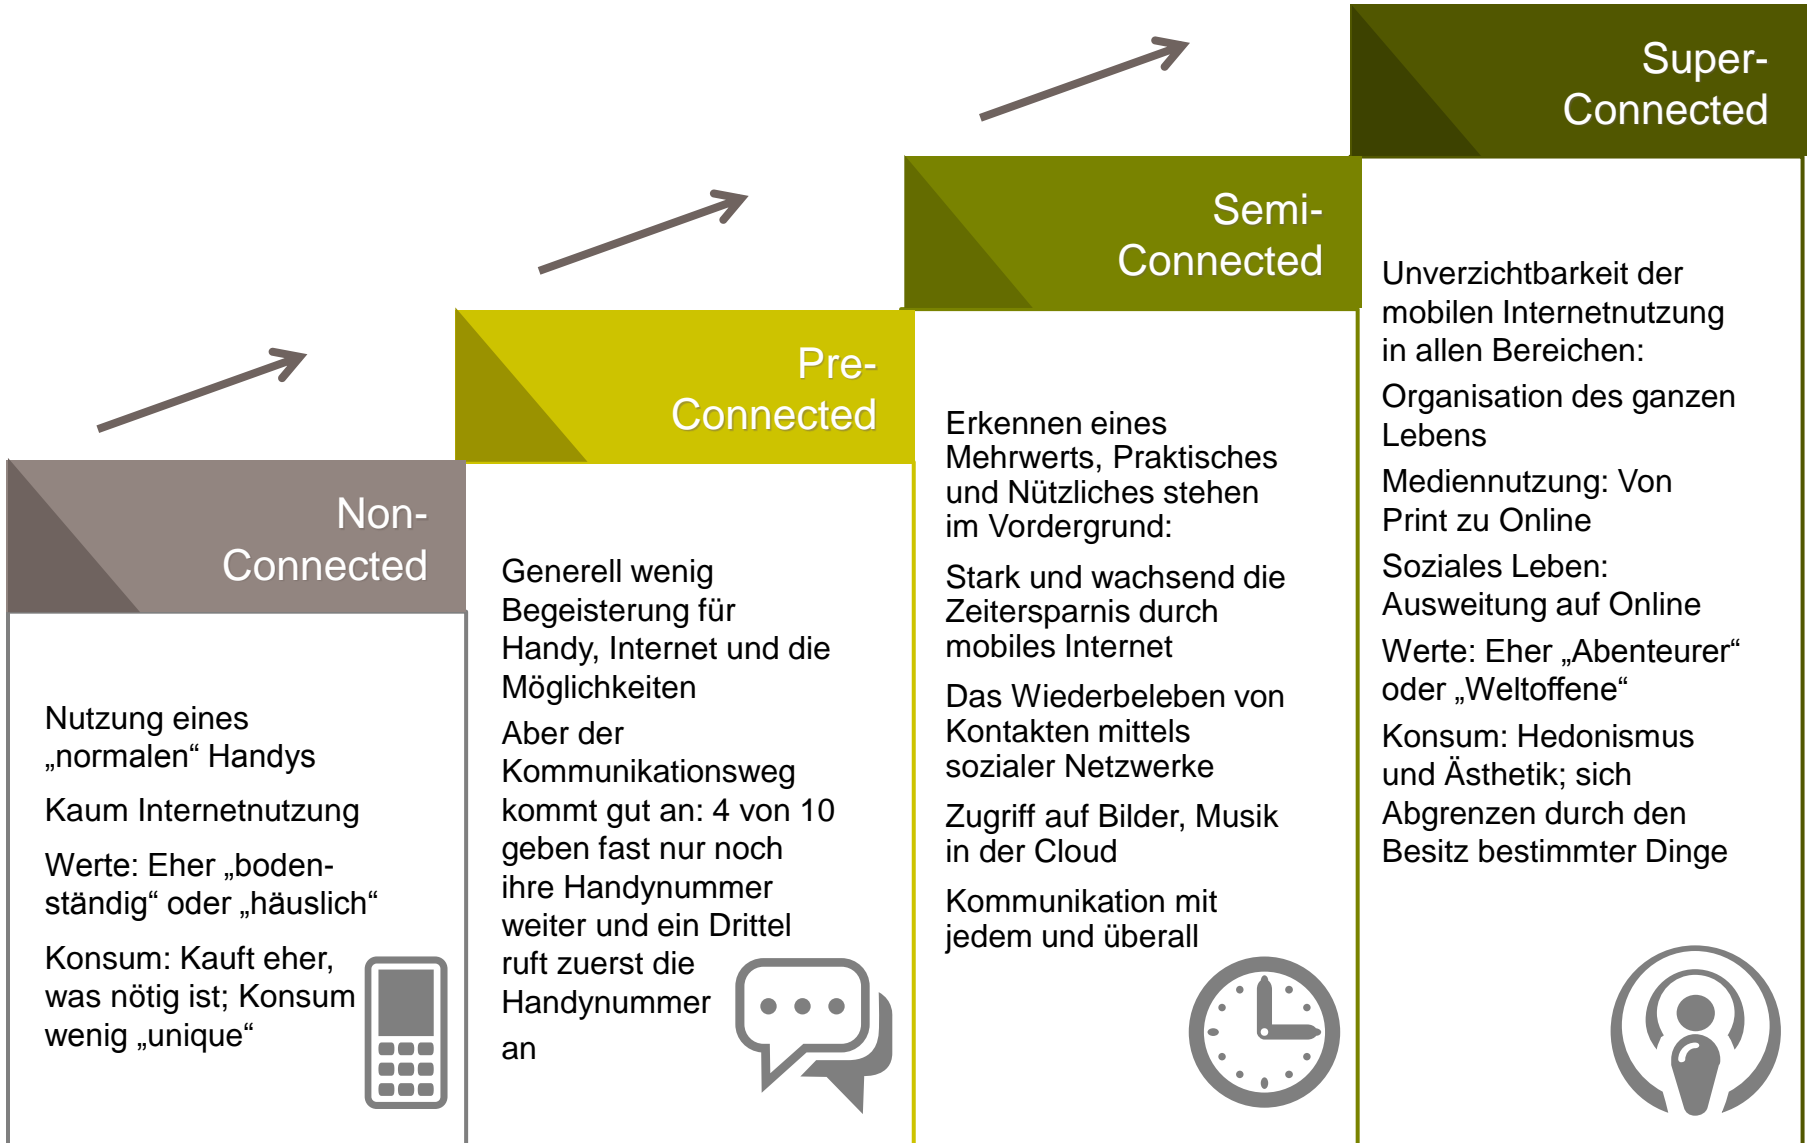 Non-
Connected
Nutzung eines
„normalen“ Handys
Kaum Internetnutzung
Werte: Eher „boden-
ständig“ oder „häuslich“
Konsum: Kauft eher,
was nötig ist; Konsum
wenig „unique“
Pre-
Connected
Generell wenig
Begeisterung für
Handy, Internet und die
Möglichkeiten
Aber der
Kommunikationsweg
kommt gut an: 4 von 10
geben fast nur noch
ihre Handynummer
weiter und ein Drittel
ruft zuerst die
Handynummer
an
Semi-
Connected
Erkennen eines
Mehrwerts, Praktisches
und Nützliches stehen
im Vordergrund:
Stark und wachsend die
Zeitersparnis durch
mobiles Internet
Das Wiederbeleben von
Kontakten mittels
sozialer Netzwerke
Zugriff auf Bilder, Musik
in der Cloud
Kommunikation mit
jedem und überall
Super-
Connected
Unverzichtbarkeit der
mobilen Internetnutzung
in allen Bereichen:
Organisation des ganzen
Lebens
Mediennutzung: Von
Print zu Online
Soziales Leben:
Ausweitung auf Online
Werte: Eher „Abenteurer“
oder „Weltoffene“
Konsum: Hedonismus
und Ästhetik; sich
Abgrenzen durch den
Besitz bestimmter Dinge